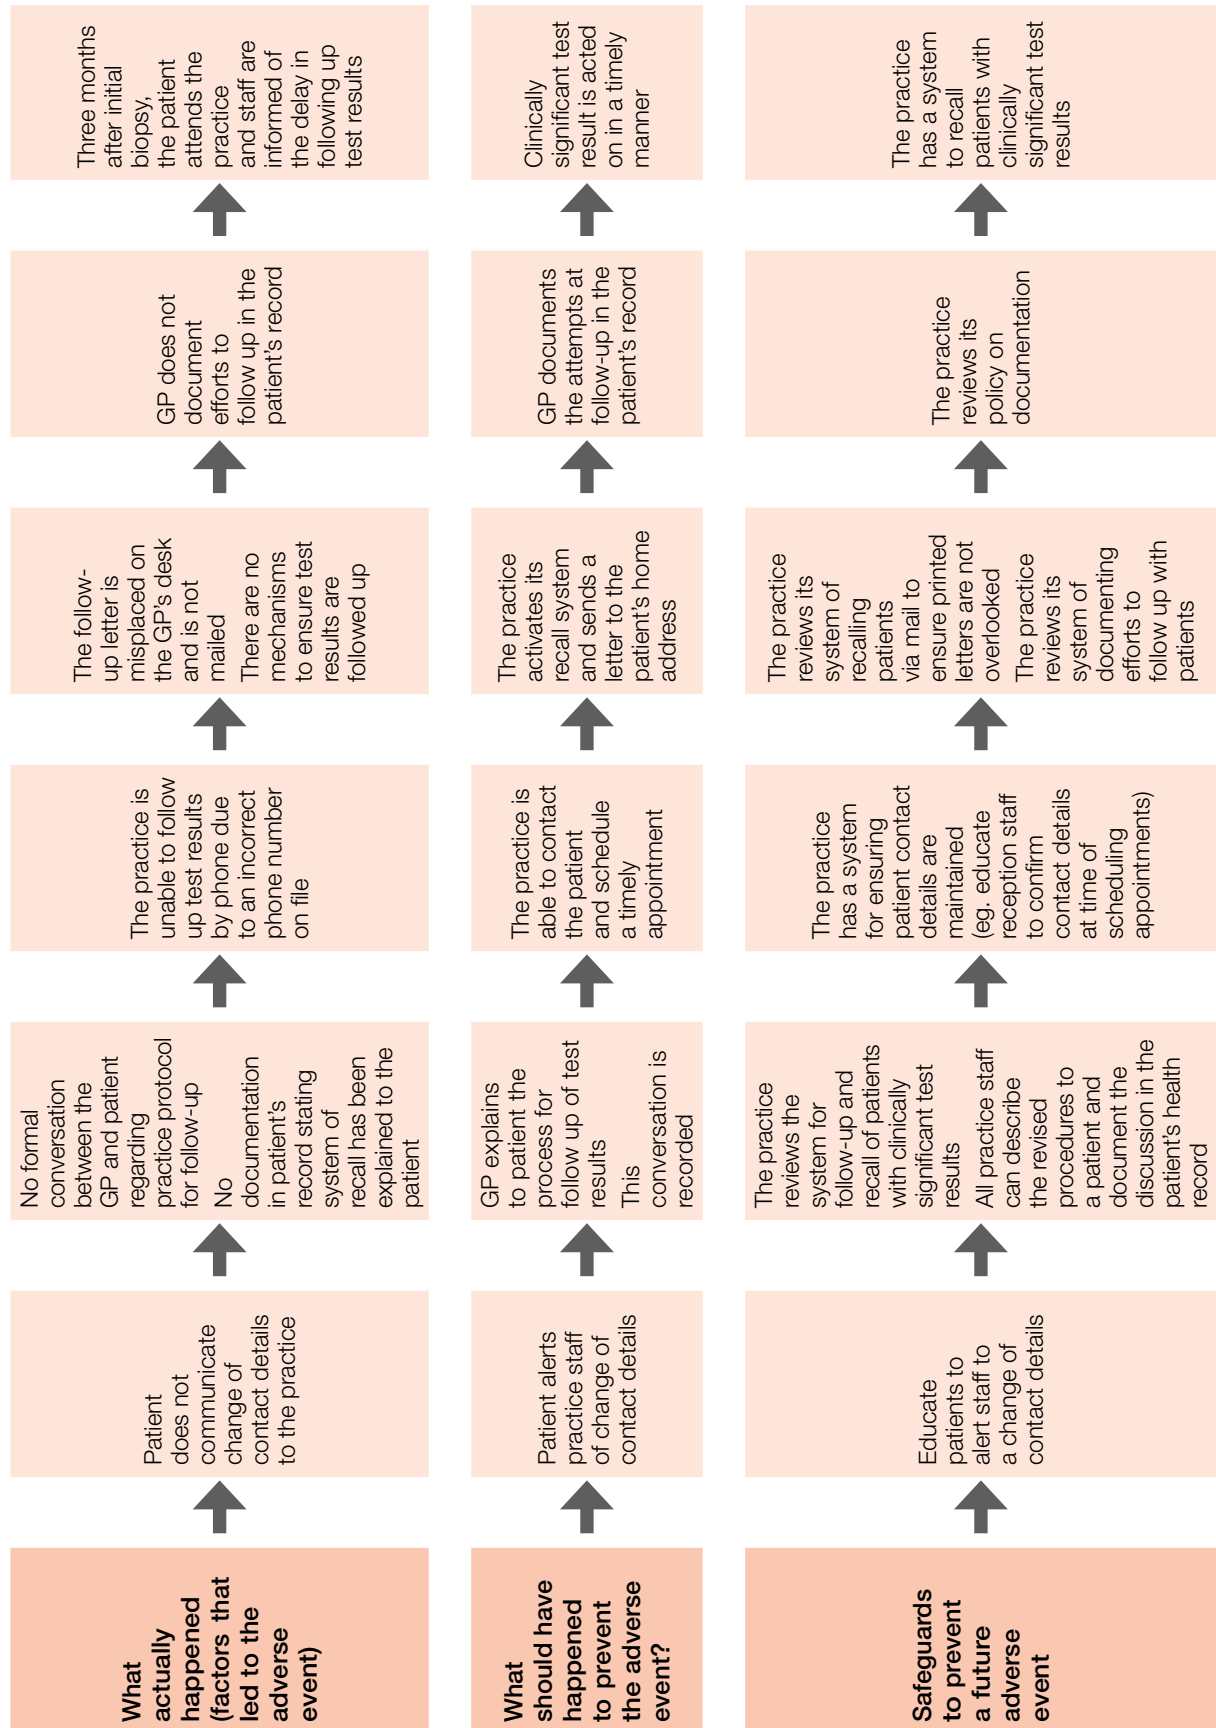 What
actually
happened
(factors that
led to the
adverse
event)
Patient
does not
communicate
change of
contact details
to the practice
No formal
conversation
between the
GP and patient
regarding
practice protocol
for follow-up
No
documentation
in patient's
record stating
system of
recall has been
explained to the
patient
The practice is
unable to follow
up test results
by phone due
to an incorrect
phone number
on file
The follow-
up letter is
misplaced on
the GP's desk
and is not
mailed
There are no
mechanisms
to ensure test
results are
followed up
GP does not
document
efforts to
follow up in the
patient's record
Three months
after initial
biopsy,
the patient
attends the
practice
and staff are
informed of
the delay in
following up
test results
What
should have
happened
to prevent
the adverse
event?
Patient alerts
practice staff
of change of
contact details
GP explains
to patient the
process for
follow up of test
results
This
conversation is
recorded
The practice is
able to contact
the patient
and schedule
a timely
appointment
The practice
activates its
recall system
and sends a
letter to the
patient's home
address
GP documents
the attempts at
follow-up in the
patient's record
Clinically
significant test
result is acted
on in a timely
manner
Safeguards
to prevent
a future
adverse
event
Educate
patients to
alert staff to
a change of
contact details
The practice
reviews the
system for
follow-up and
recall of patients
with clinically
significant test
results
All practice staff
can describe
the revised
procedures to
a patient and
document the
discussion in the
patient's health
record
The practice
has a system
for ensuring
patient contact
details are
maintained
(eg. educate
reception staff
to confirm
contact details
at time of
scheduling
appointments)
The practice
reviews its
system of
recalling
patients
via mail to
ensure printed
letters are not
overlooked
The practice
reviews its
system of
documenting
efforts to
follow up with
patients
The practice
reviews its
policy on
documentation
The practice
has a system
to recall
patients with
clinically
significant test
results